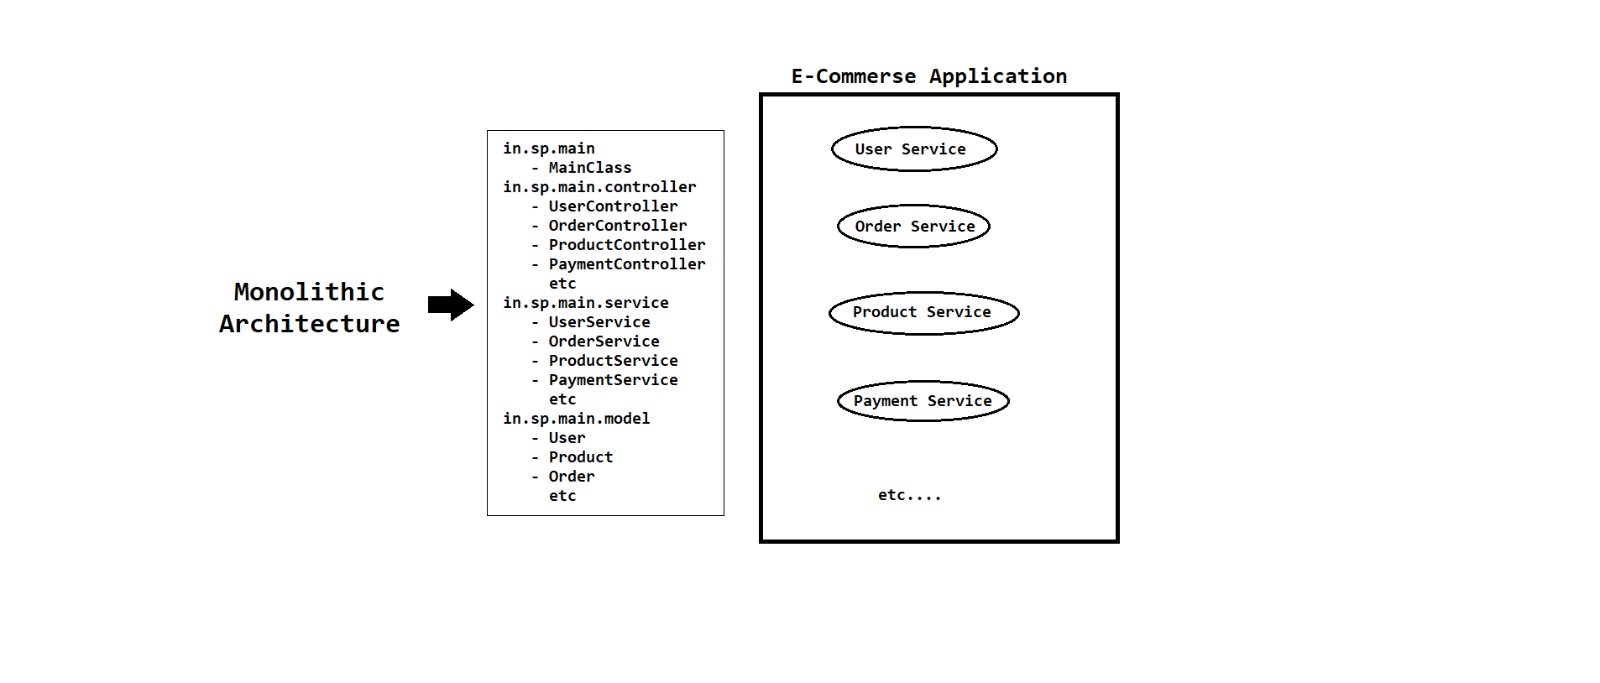 Monolithic
Architecture
in.sp.main
- MainClass
in.sp.main.controller
- UserController
- OrderController
- ProductController
- PaymentController
etc
in.sp.main.service
- UserService
- OrderService
- ProductService
- PaymentService
etc
in.sp.main.model
- User
- Product
- Order
etc
E-Commerse Application
User Service
Order Service
Product Service
Payment Service
etc....